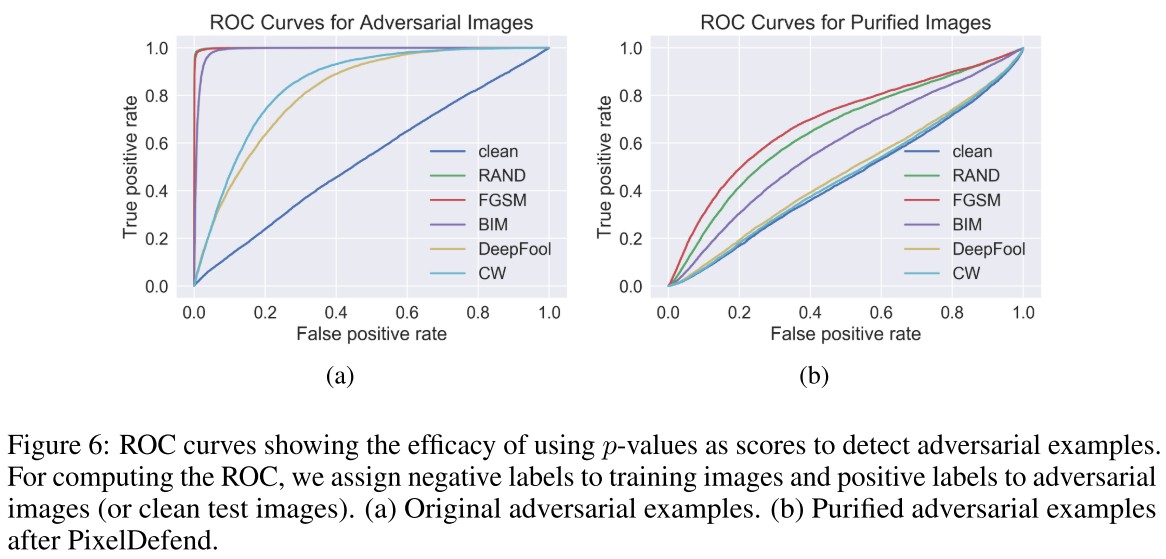 ROC Curves for Adversarial Images
True positive rate
1.0
0.8
0.6
0.4
0.2
0.0
clean
RAND
FGSM
BIM
DeepFool
CW
0.0 0.2 0.4 0.6 0.8 1.0
False positive rate
(a)
ROC Curves for Purified Images
True positive rate
1.0
0.8
0.6
0.4
0.2
0.0
clean
RAND
FGSM
BIM
DeepFool
CW
0.0 0.2 0.4 0.6 0.8 1.0
False positive rate
(b)
Figure 6: ROC curves showing the efficacy of using p-values as scores to detect adversarial examples.
For computing the ROC, we assign negative labels to training images and positive labels to adversarial
images (or clean test images). (a) Original adversarial examples. (b) Purified adversarial examples
after PixelDefend.